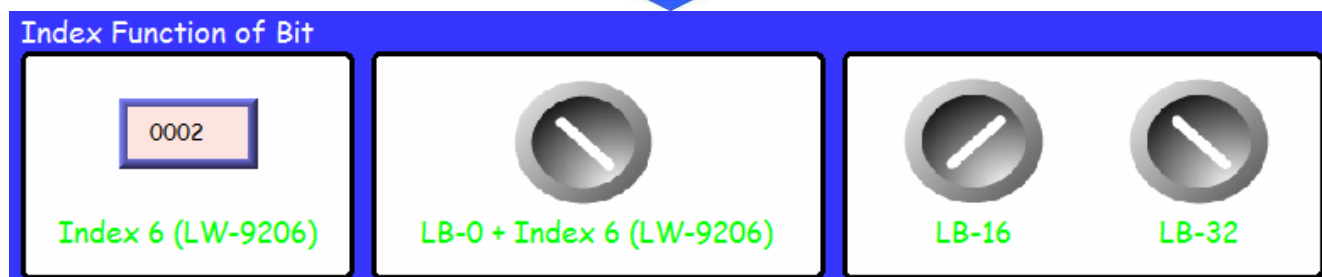 Index Function of Bit
0002
Index 6 (LW-9206)
LB-0 + Index 6 (LW-9206)
LB-16
LB-32